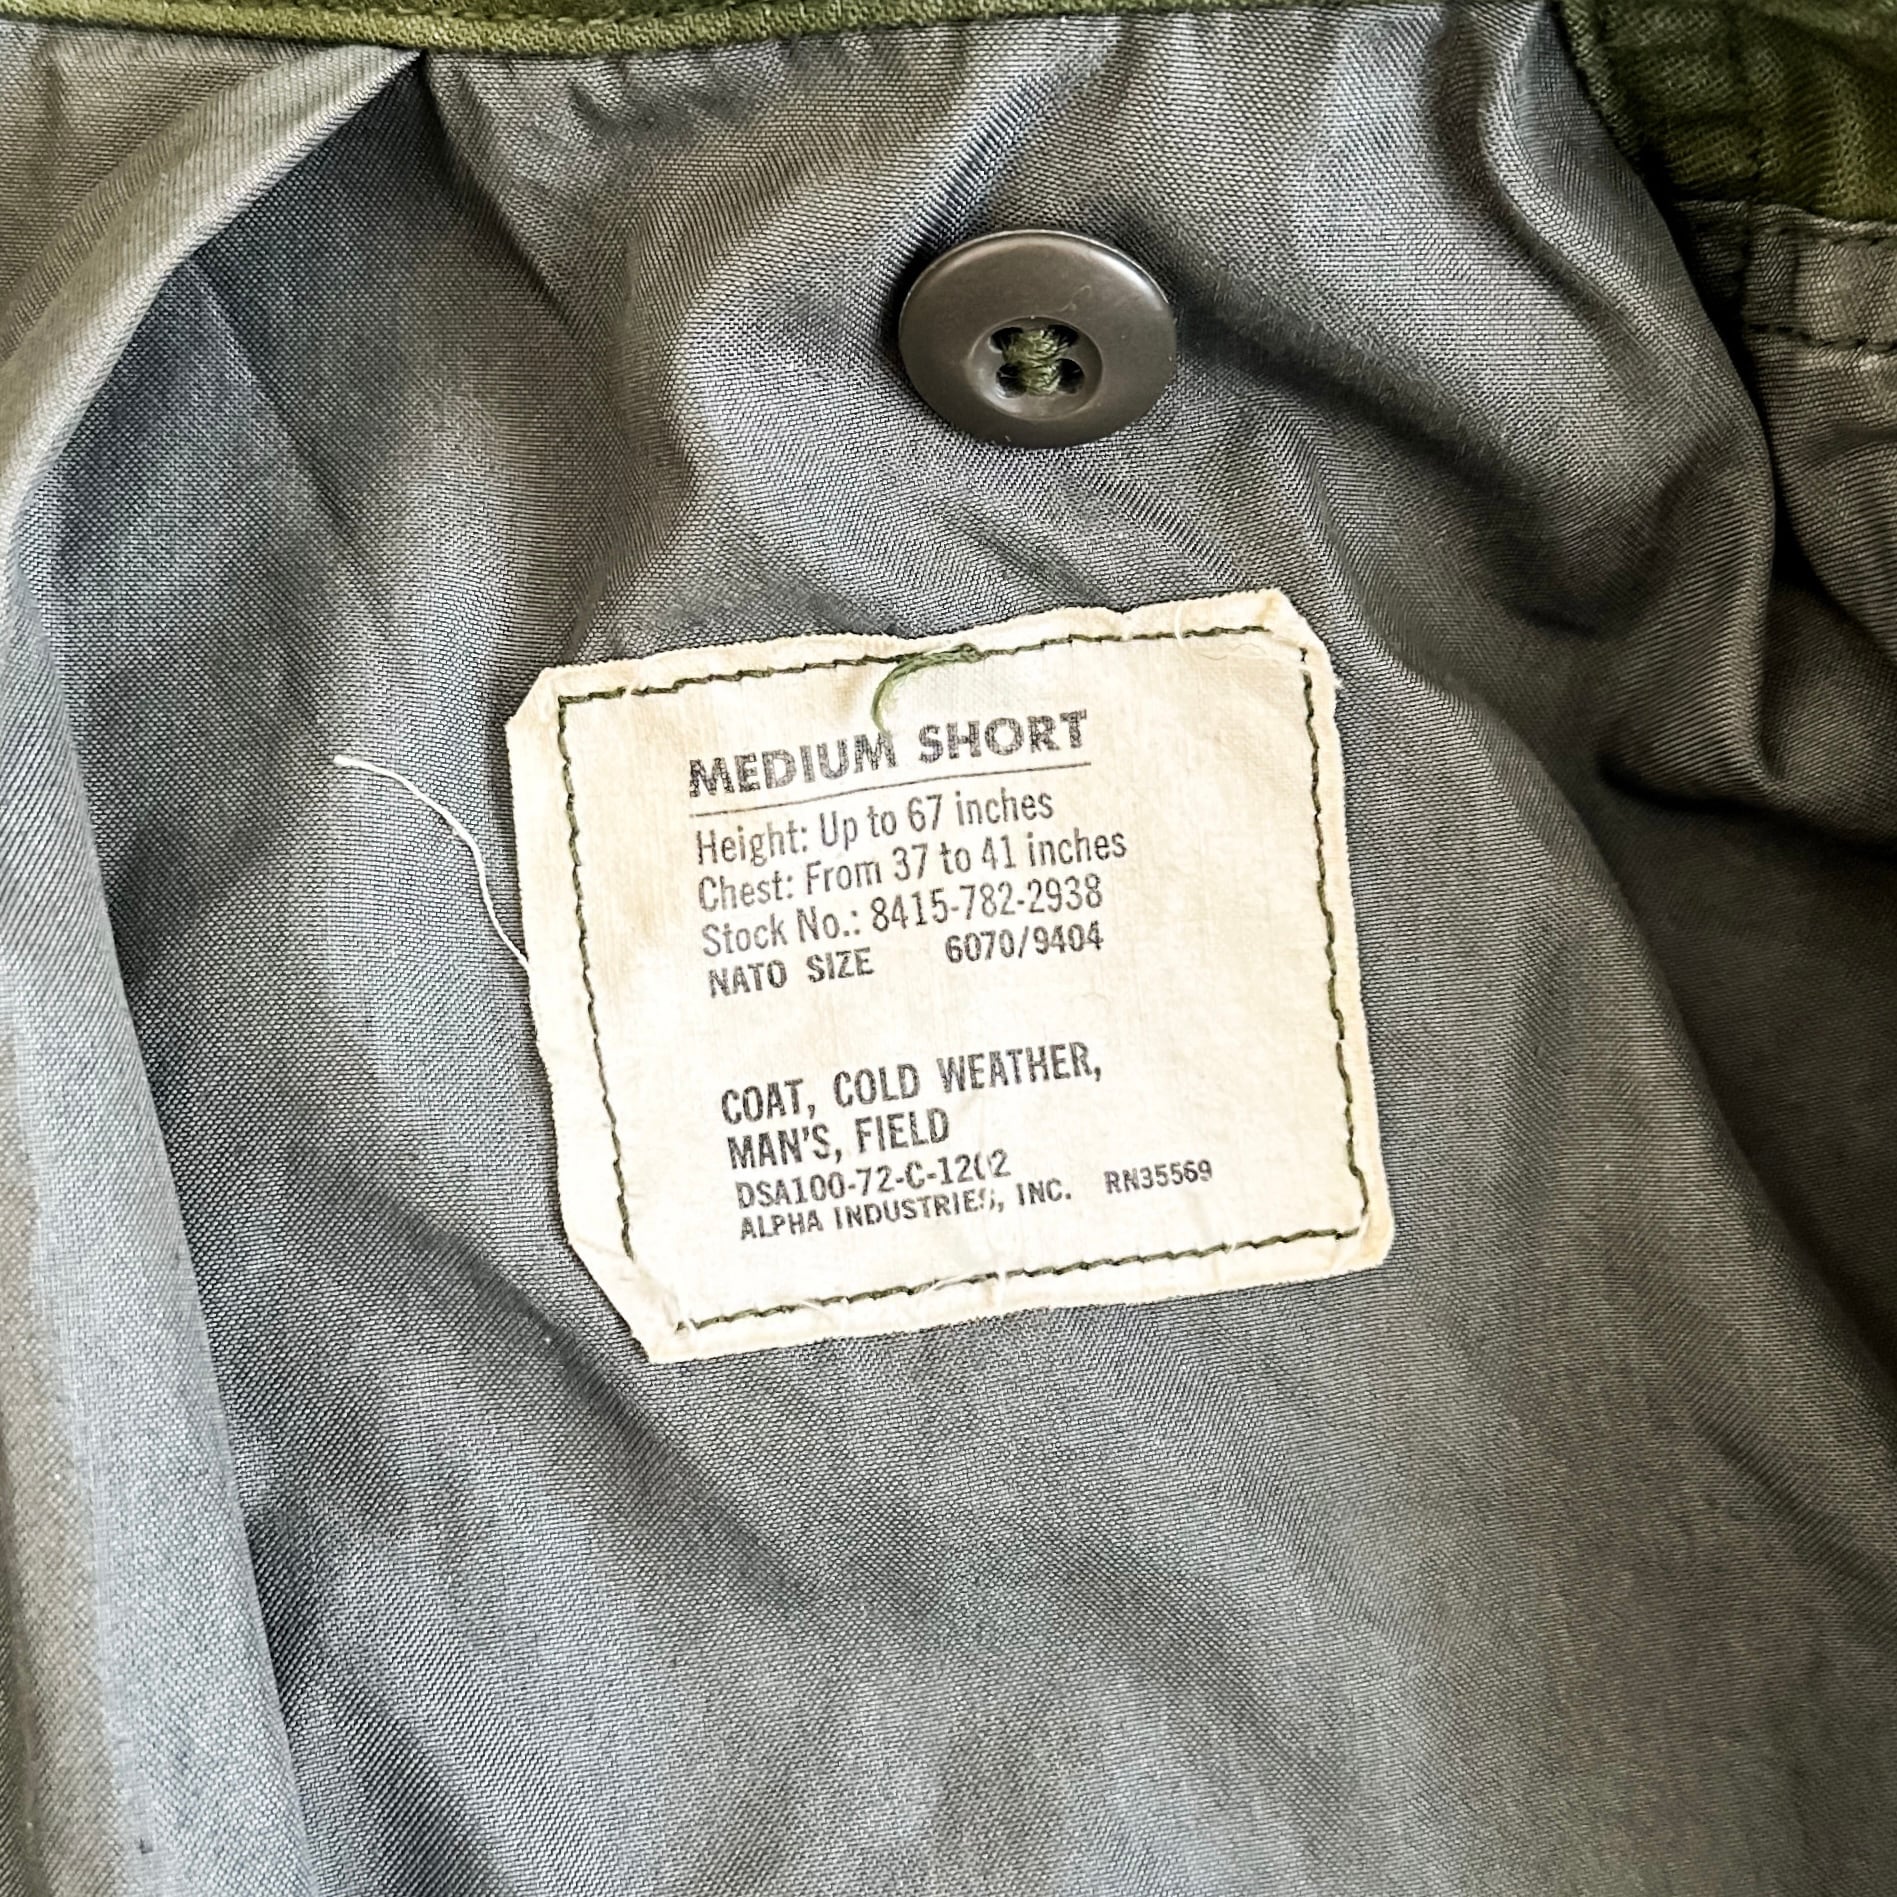 MEDIUM SHORT
Height: Up to 67 inches
Chest: From 37 to 41 inches
Stock No.: 8415-782-2938
NATO SIZE 6070/9404
COAT, COLD WEATHER,
MAN'S, FIELD
DSA100-72-C-1202
ALPHA INDUSTRIES, INC. RN35569